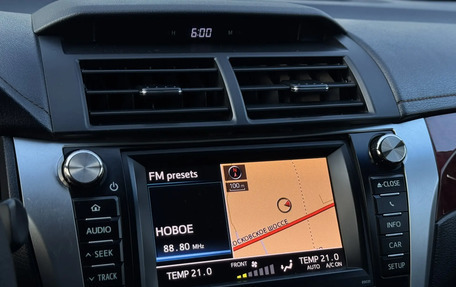 H 6:00 M
FM presets
100 m
CLOSE
AUDIO
INFO
НОВОЕ
SEEK
CAR
88.80 MHz
ОСКОВСКОЕ ШОССЕ
TRACK
SETUP
TEMP 21.0
FRONT
AUTO A/C ON
TEMP 21.0